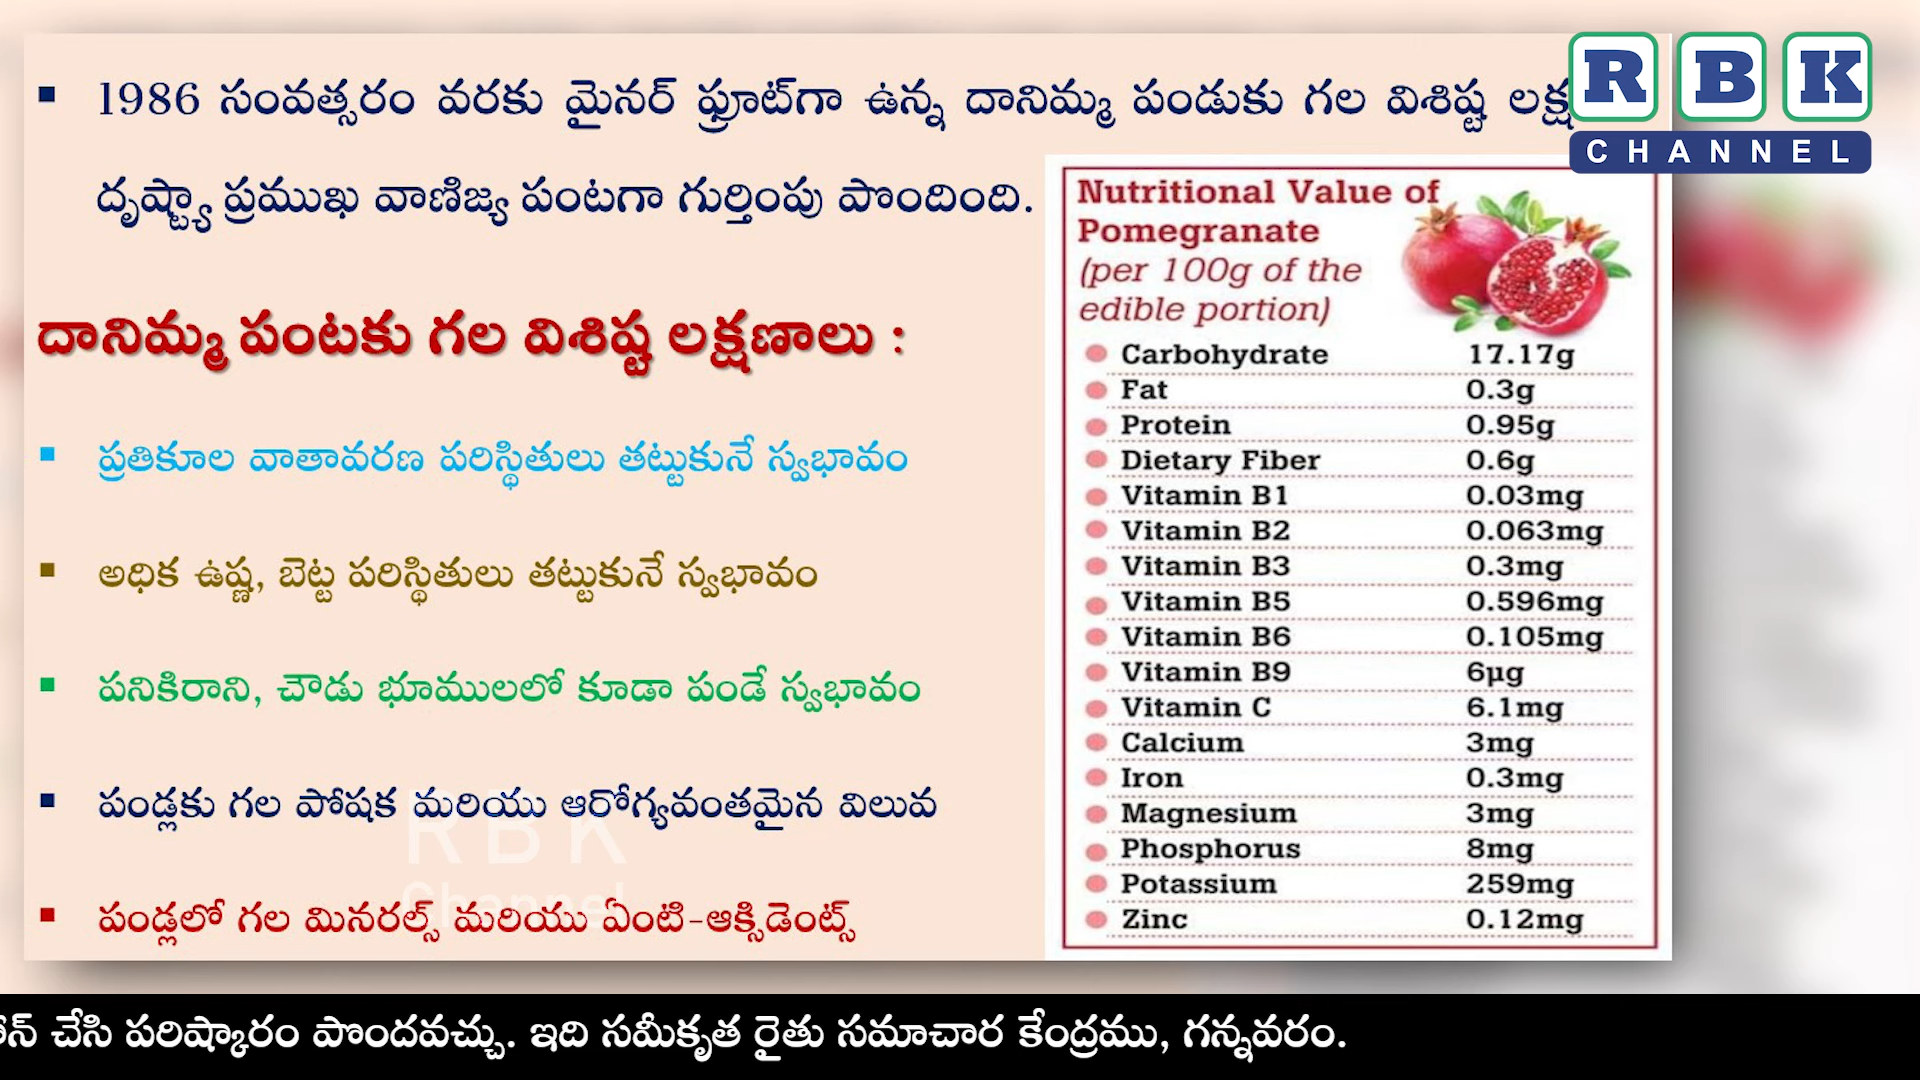 1986 సంవత్సరం వరకు మైనర్ ఫ్రూట్‌గా ఉన్న దానిమ్మ పండుకు గల విశిష్ట
దృష్ట్యా ప్రముఖ వాణిజ్య పంటగా గుర్తింపు పొందింది.
దానిమ్మ పంటకు గల విశిష్ట లక్షణాలు :
ప్రతికూల వాతావరణ పరిస్థితులు తట్టుకునే స్వభావం
అధిక ఉష్ణ, బెట్ట పరిస్థితులు తట్టుకునే స్వభావం
పనికిరాని, చౌడు భూములలో కూడా పండే స్వభావం
పండ్లకు గల పోషక మరియు ఆరోగ్యవంతమైన విలువ
పండ్లలో గల మినరల్స్ మరియు ఏంటి-ఆక్సిడెంట్స్
RBK
Channel
RBK
CHANNEL
Nutritional Value of
Pomegranate
(per 100g of the
edible portion)
Carbohydrate 17.17g
Fat 0.3g
Protein 0.95g
Dietary Fiber 0.6g
Vitamin B1 0.03mg
Vitamin B2 0.063mg
Vitamin B3 0.3mg
Vitamin B5 0.596mg
Vitamin B6 0.105mg
Vitamin B9 6µg
Vitamin C 6.1mg
Calcium 3mg
Iron 0.3mg
Magnesium 3mg
Phosphorus 8mg
Potassium 259mg
Zinc 0.12mg
చేసి పరిష్కారం పొందవచ్చు. ఇది సమీకృత రైతు సమాచార కేంద్రము, గన్నవరం.